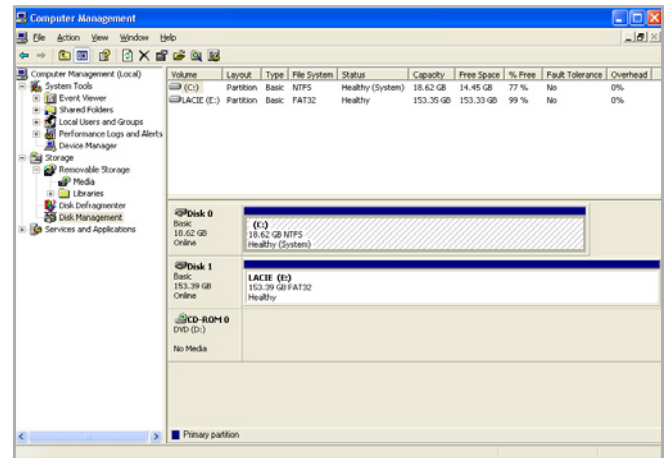 Computer Management
File Action View Window Help
Computer Management (Local)
System Tools
Event Viewer
Shared Folders
Local Users and Groups
Performance Logs and Alerts
Device Manager
Storage
Removable Storage
Media
Libraries
Disk Defragmenter
Disk Management
Services and Applications
Volume Layout Type File System Status Capacity Free Space % Free Fault Tolerance Overhead
(C:) Partition Basic NTFS Healthy (System) 18.62 GB 14.45 GB 77 % No 0%
LACIE (E:) Partition Basic FAT32 Healthy 153.35 GB 153.33 GB 99 % No 0%
Disk 0
Basic
18.62 GB
Online
(C:)
18.62 GB NTFS
Healthy (System)
Disk 1
Basic
153.39 GB
Online
LACIE (E:)
153.39 GB FAT32
Healthy
CD-ROM 0
DVD (D:)
No Media
Primary partition